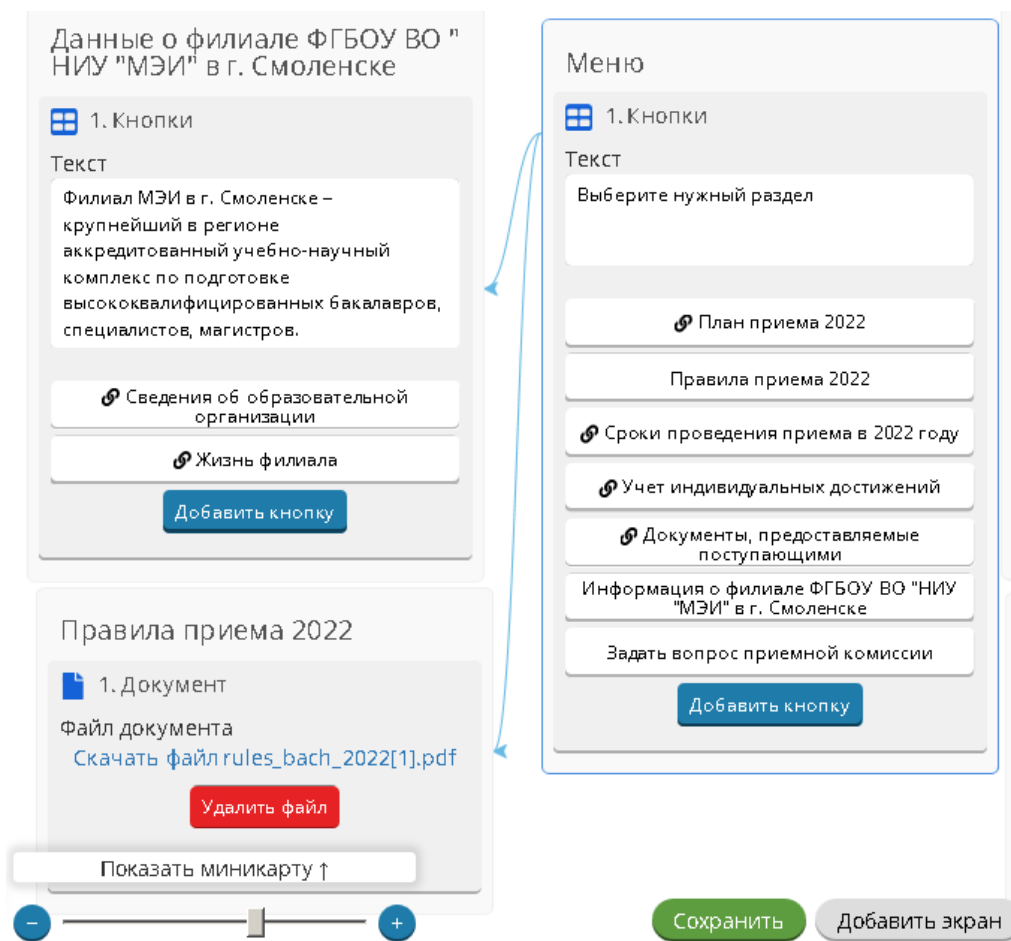 Данные о филиале ФГБОУ ВО "
НИУ "МЭИ" в г. Смоленске
1. Кнопки
Текст
Филиал МЭИ в г. Смоленске –
крупнейший в регионе
аккредитованный учебно-научный
комплекс по подготовке
высококвалифицированных бакалавров,
специалистов, магистров.
Сведения об образовательной
организации
Жизнь филиала
Добавить кнопку
Правила приема 2022
1. Документ
Файл документа
Скачать файл rules_bach_2022[1].pdf
Удалить файл
Показать миникарту ↑
Меню
1. Кнопки
Текст
Выберите нужный раздел
План приема 2022
Правила приема 2022
Сроки проведения приема в 2022 году
Учет индивидуальных достижений
Документы, предоставляемые
поступающими
Информация о филиале ФГБОУ ВО "НИУ
"МЭИ" в г. Смоленске
Задать вопрос приемной комиссии
Добавить кнопку
Сохранить
Добавить экран